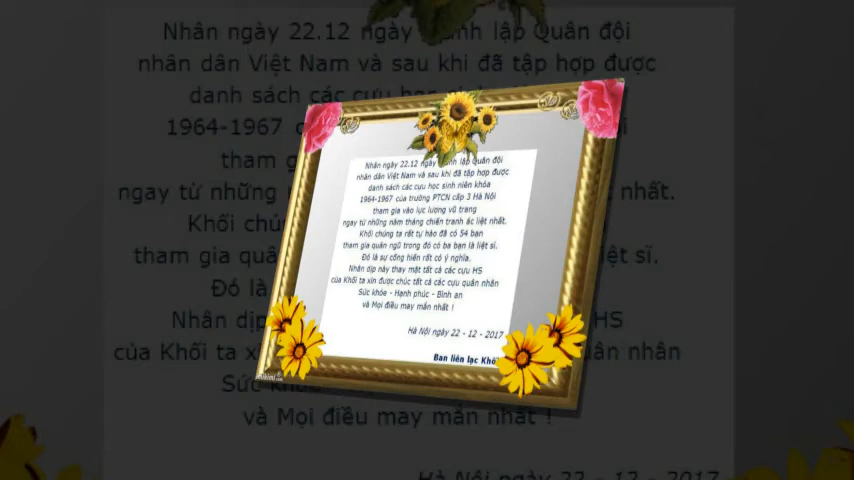 Nhân ngày 22.12 ngày thành lập Quân đội
nhân dân Việt Nam và sau khi đã tập hợp được
danh sách các cựu học sinh niên khóa
1964-1967 của trường PTCN cấp 3 Hà Nội
tham gia vào lực lượng vũ trang
ngay từ những năm tháng chiến tranh ác liệt nhất.
Khối chúng ta rất tự hào đã có 54 bạn
tham gia quân ngũ trong đó có ba bạn là liệt sĩ.
Đó là sự cống hiến rất có ý nghĩa.
Nhân dịp này thay mặt tất cả các cựu HS
của Khối ta xin được chúc tất cả các cựu quân nhân
Sức khỏe - Hạnh phúc - Bình an
và Mọi điều may mắn nhất !
Hà Nội ngày 22 - 12 - 2017
Ban liên lạc